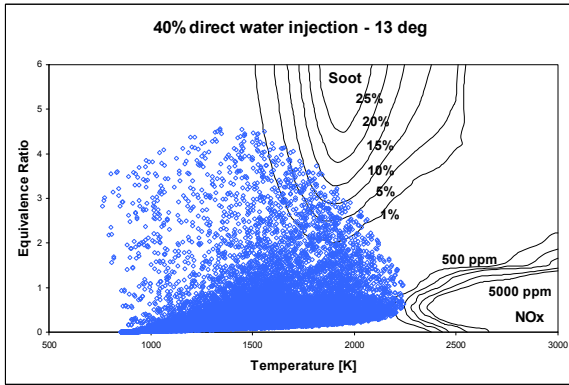 40% direct water injection - 13 deg
6
5
4
3
2
1
0
Equivalence Ratio
Soot
25%
20%
15%
10%
5%
1%
500 ppm
5000 ppm
NOx
500
1000
1500
2000
2500
3000
Temperature [K]